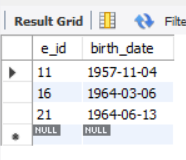 Result Grid Filte
e_id birth_date
11 1957-11-04
16 1964-03-06
21 1964-06-13
NULL NULL